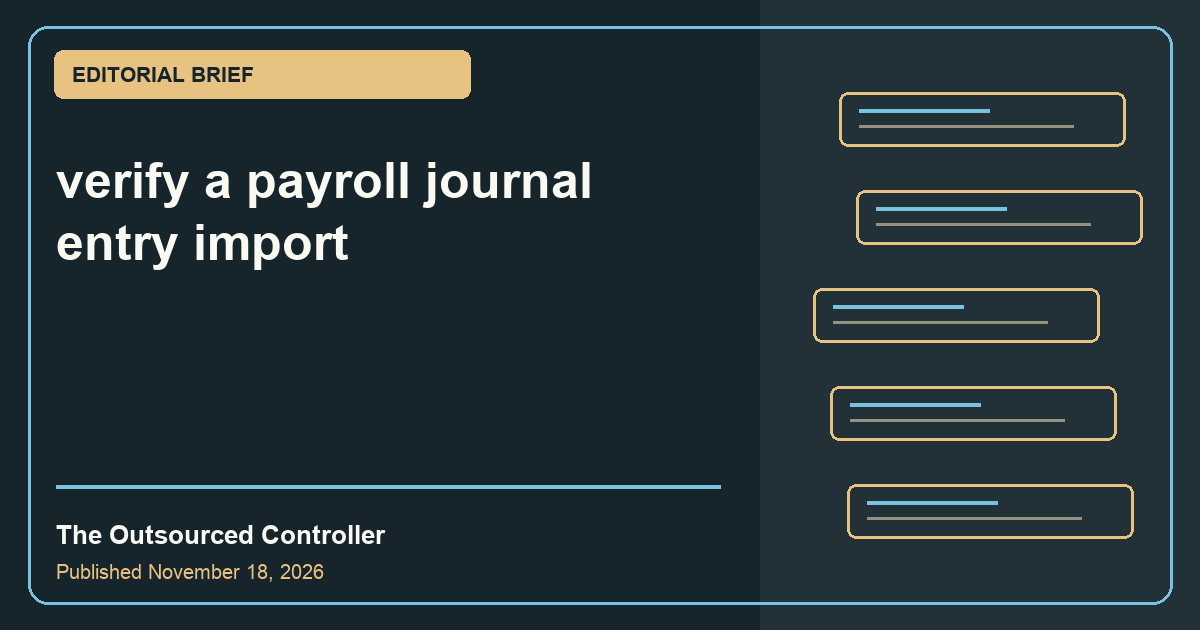 EDITORIAL BRIEF
verify a payroll journal
entry import
The Outsourced Controller
Published November 18, 2026